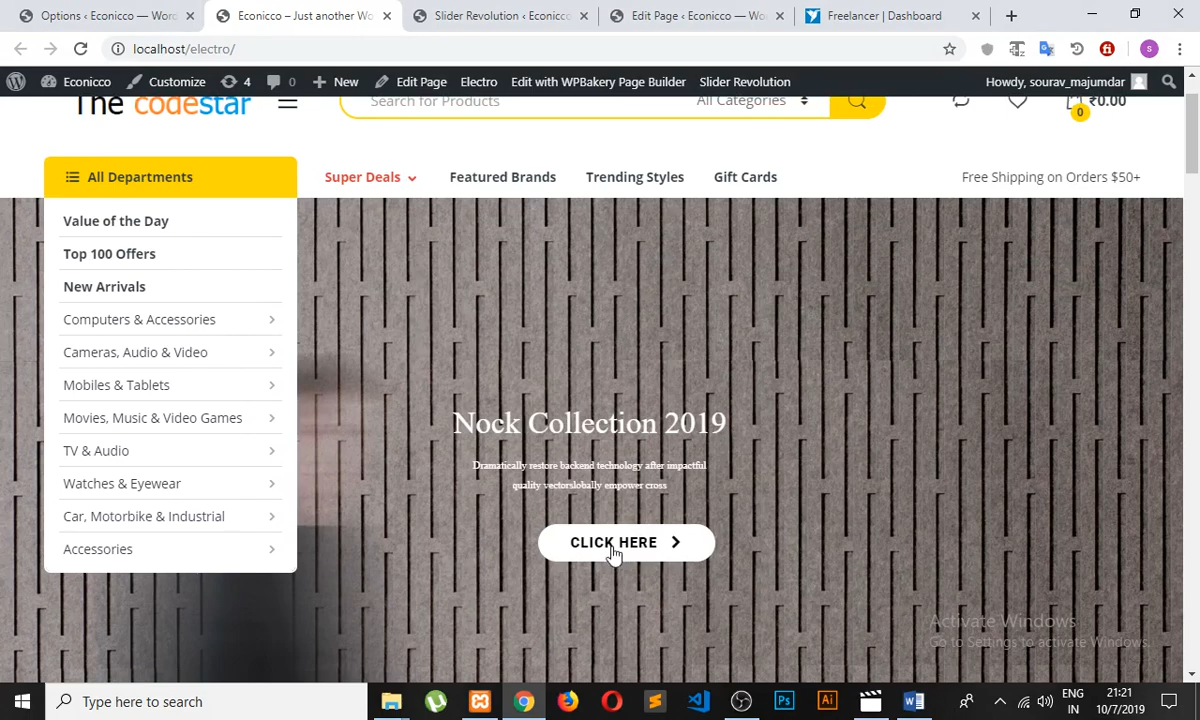 Options ‹ Econicco — Word
Econicco – Just another Wo
Slider Revolution ‹ Econicco
Edit Page ‹ Econicco — Wo
Freelancer | Dashboard
localhost/electro/
s
Econicco
Customize
4
0
New
Edit Page
Electro
Edit with WPBakery Page Builder
Slider Revolution
Howdy, sourav_majumdar
The codestar
Search for Products
All Categories
0
₹0.00
All Departments
Super Deals
Featured Brands
Trending Styles
Gift Cards
Free Shipping on Orders $50+
Value of the Day
Top 100 Offers
New Arrivals
Computers & Accessories
Cameras, Audio & Video
Mobiles & Tablets
Movies, Music & Video Games
TV & Audio
Watches & Eyewear
Car, Motorbike & Industrial
Accessories
Nock Collection 2019
Dramatically restore backend technology after impactful
quality vectorslobally empower cross
CLICK HERE
Activate Windows
Go to Settings to activate Windows.
Type here to search
Ps
Ai
ENG
IN
21:21
10/7/2019